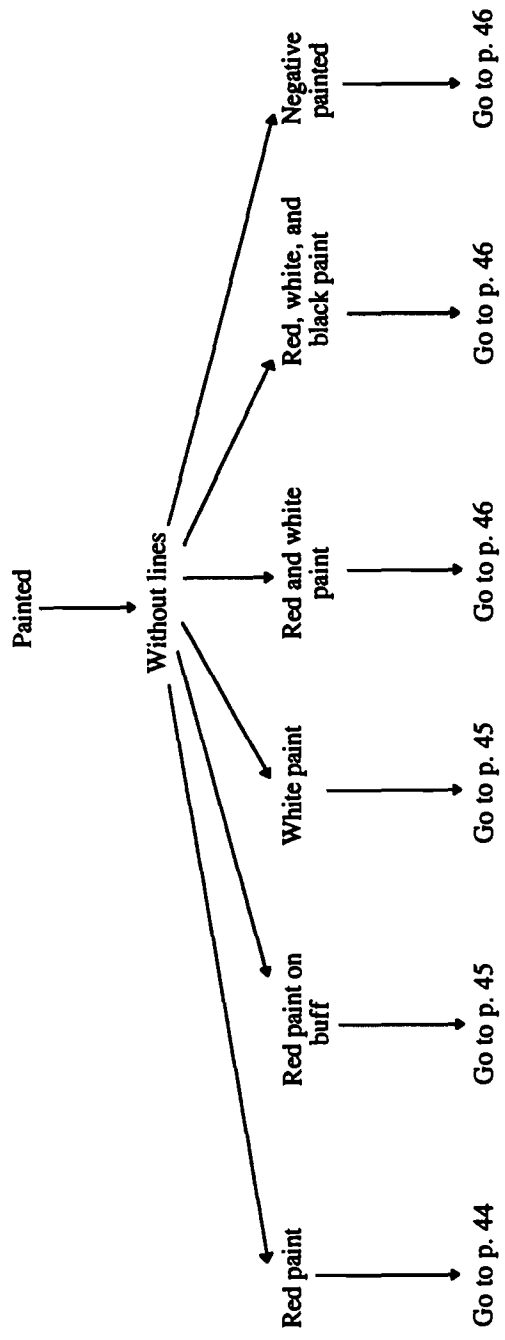 Painted
Without lines
Red paint
Red paint on
buff
White paint
Red and white
paint
Red, white, and
black paint
Negative
painted
Go to p. 44
Go to p. 45
Go to p. 45
Go to p. 46
Go to p. 46
Go to p. 46